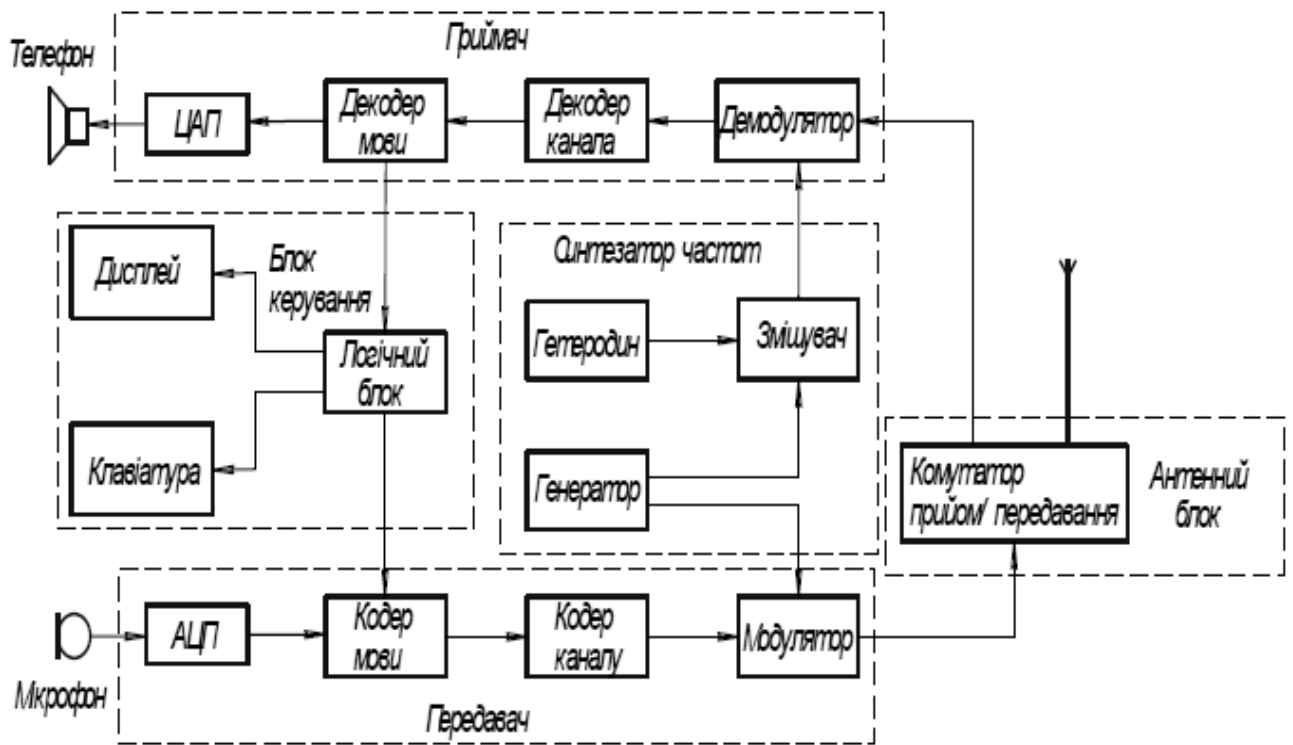 Приймач
Телефон
ЦАП
Декодер
мови
Декодер
канала
Демодулятор
Дисплей
Блок
керування
Логічний
блок
Клавіатура
Синтезатор частот
Гетеродин
Змішувач
Генератор
Комутатор
прийом/ передавання
Антенний
блок
Мікрофон
АЦП
Кодер
мови
Кодер
каналу
Модулятор
Передавач